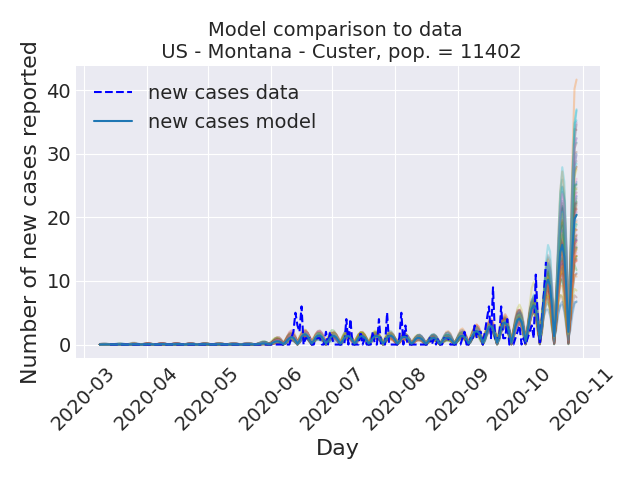 Model comparison to data
US - Montana - Custer, pop. = 11402
Number of new cases reported
40
30
20
10
0
new cases data
new cases model
2020-03
2020-04
2020-05
2020-06
2020-07
2020-08
2020-09
2020-10
2020-11
Day